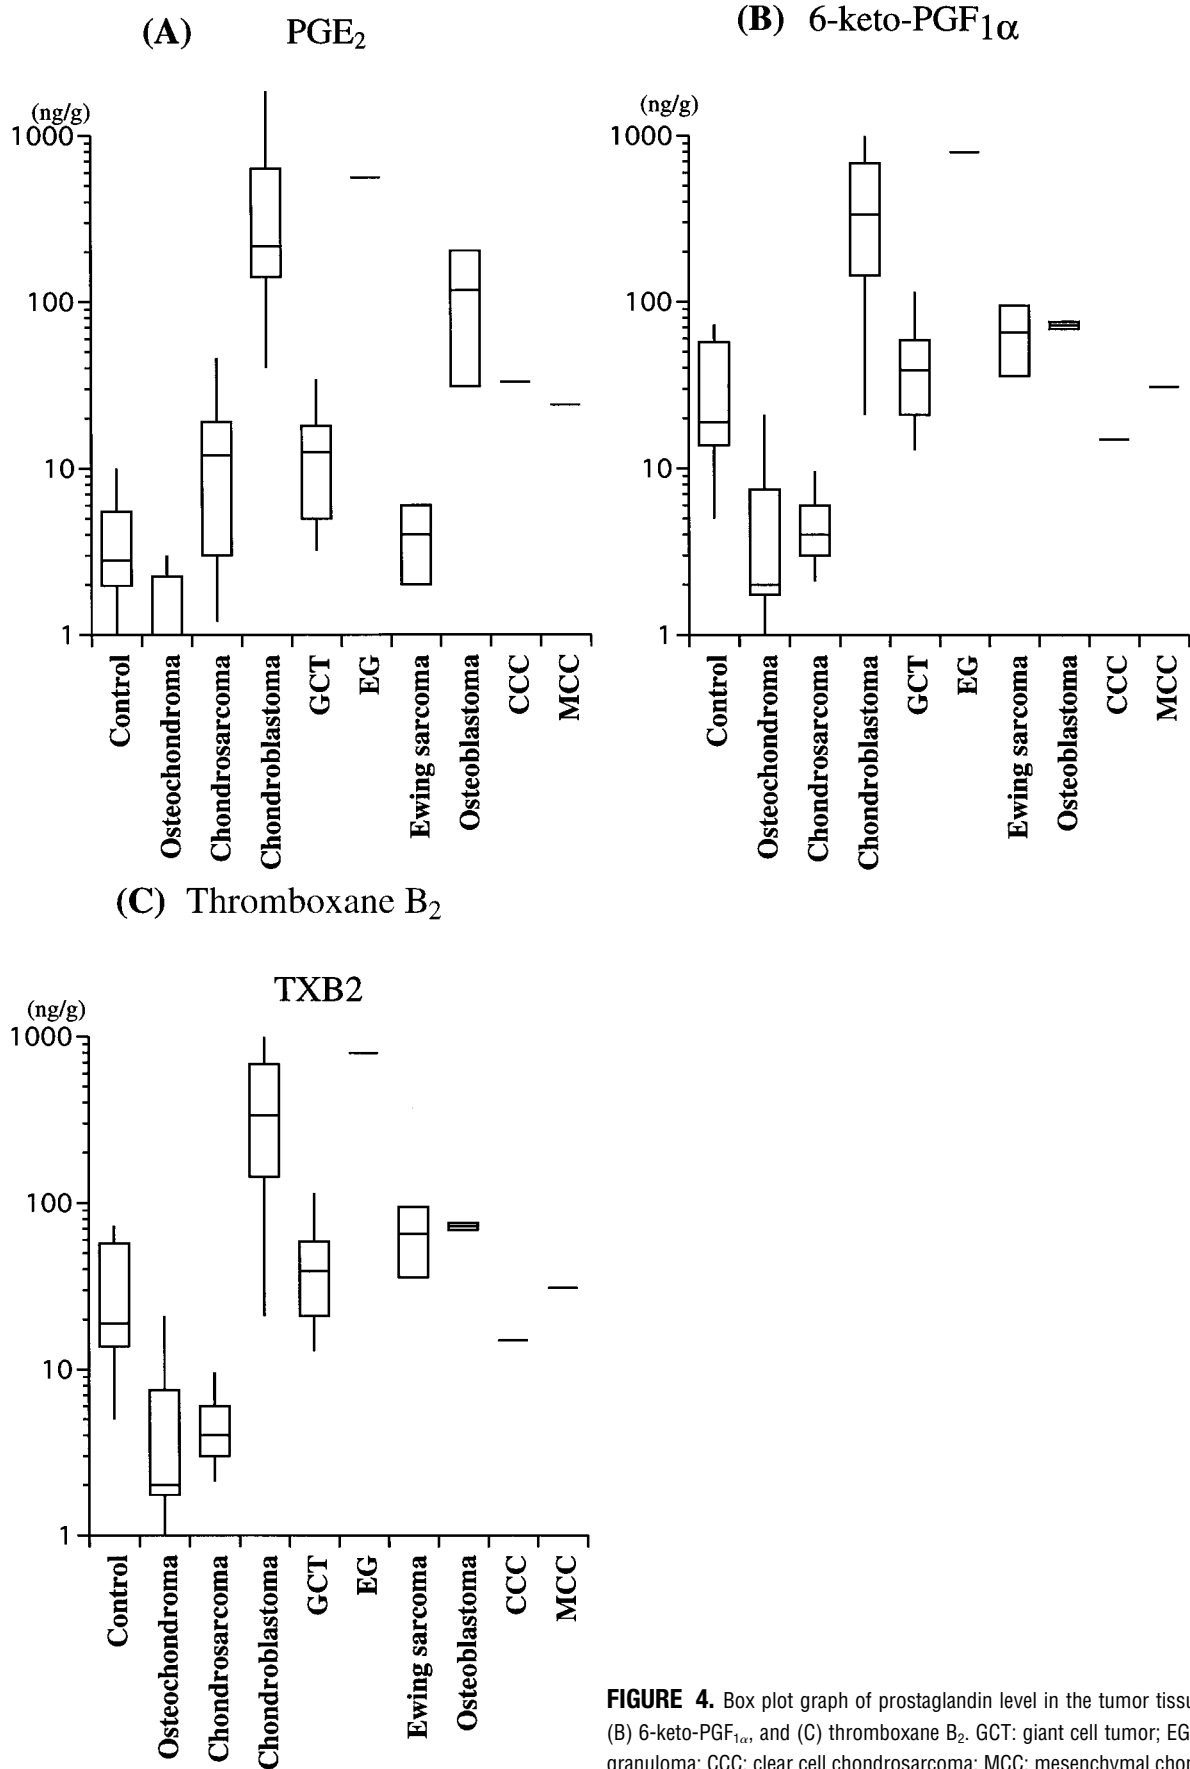 (A) PGE2
(ng/g)
1000
100
10
1
Control
Osteochondroma
Chondrosarcoma
Chondroblastoma
GCT
EG
Ewing sarcoma
Osteoblastoma
CCC
MCC
(B) 6-keto-PGF1α
(ng/g)
1000
100
10
1
Control
Osteochondroma
Chondrosarcoma
Chondroblastoma
GCT
EG
Ewing sarcoma
Osteoblastoma
CCC
MCC
(C) Thromboxane B2
TXB2
(ng/g)
1000
100
10
1
Control
Osteochondroma
Chondrosarcoma
Chondroblastoma
GCT
EG
Ewing sarcoma
Osteoblastoma
CCC
MCC
FIGURE 4. Box plot graph of prostaglandin level in the tumor tissu
(B) 6-keto-PGF1α, and (C) thromboxane B2. GCT: giant cell tumor; EG
granuloma; CCC: clear cell chondrosarcoma; MCC: mesenchymal chon